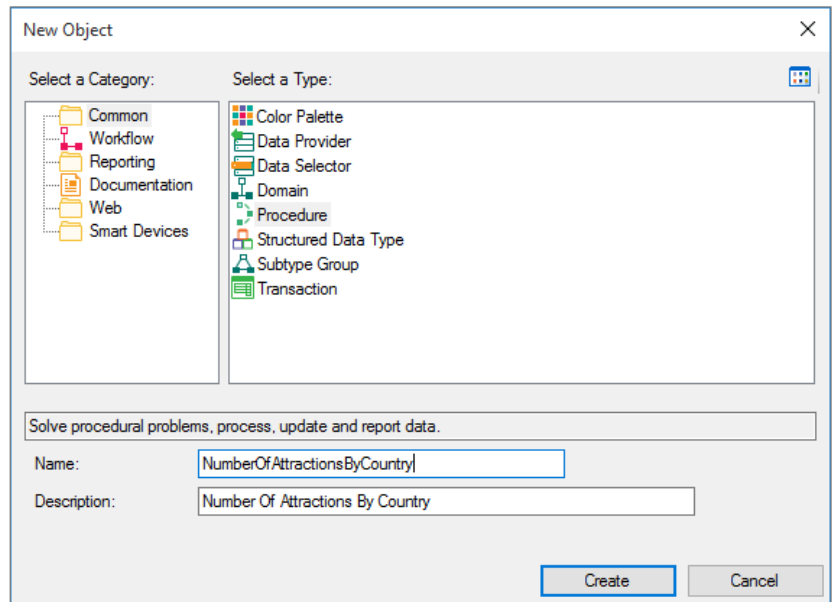 New Object
Select a Category:
Select a Type:
Common
Workflow
Reporting
Documentation
Web
Smart Devices
Color Palette
Data Provider
Data Selector
Domain
Procedure
Structured Data Type
Subtype Group
Transaction
Solve procedural problems, process, update and report data.
Name: NumberOfAttractionsByCountry
Description: Number Of Attractions By Country
Create Cancel